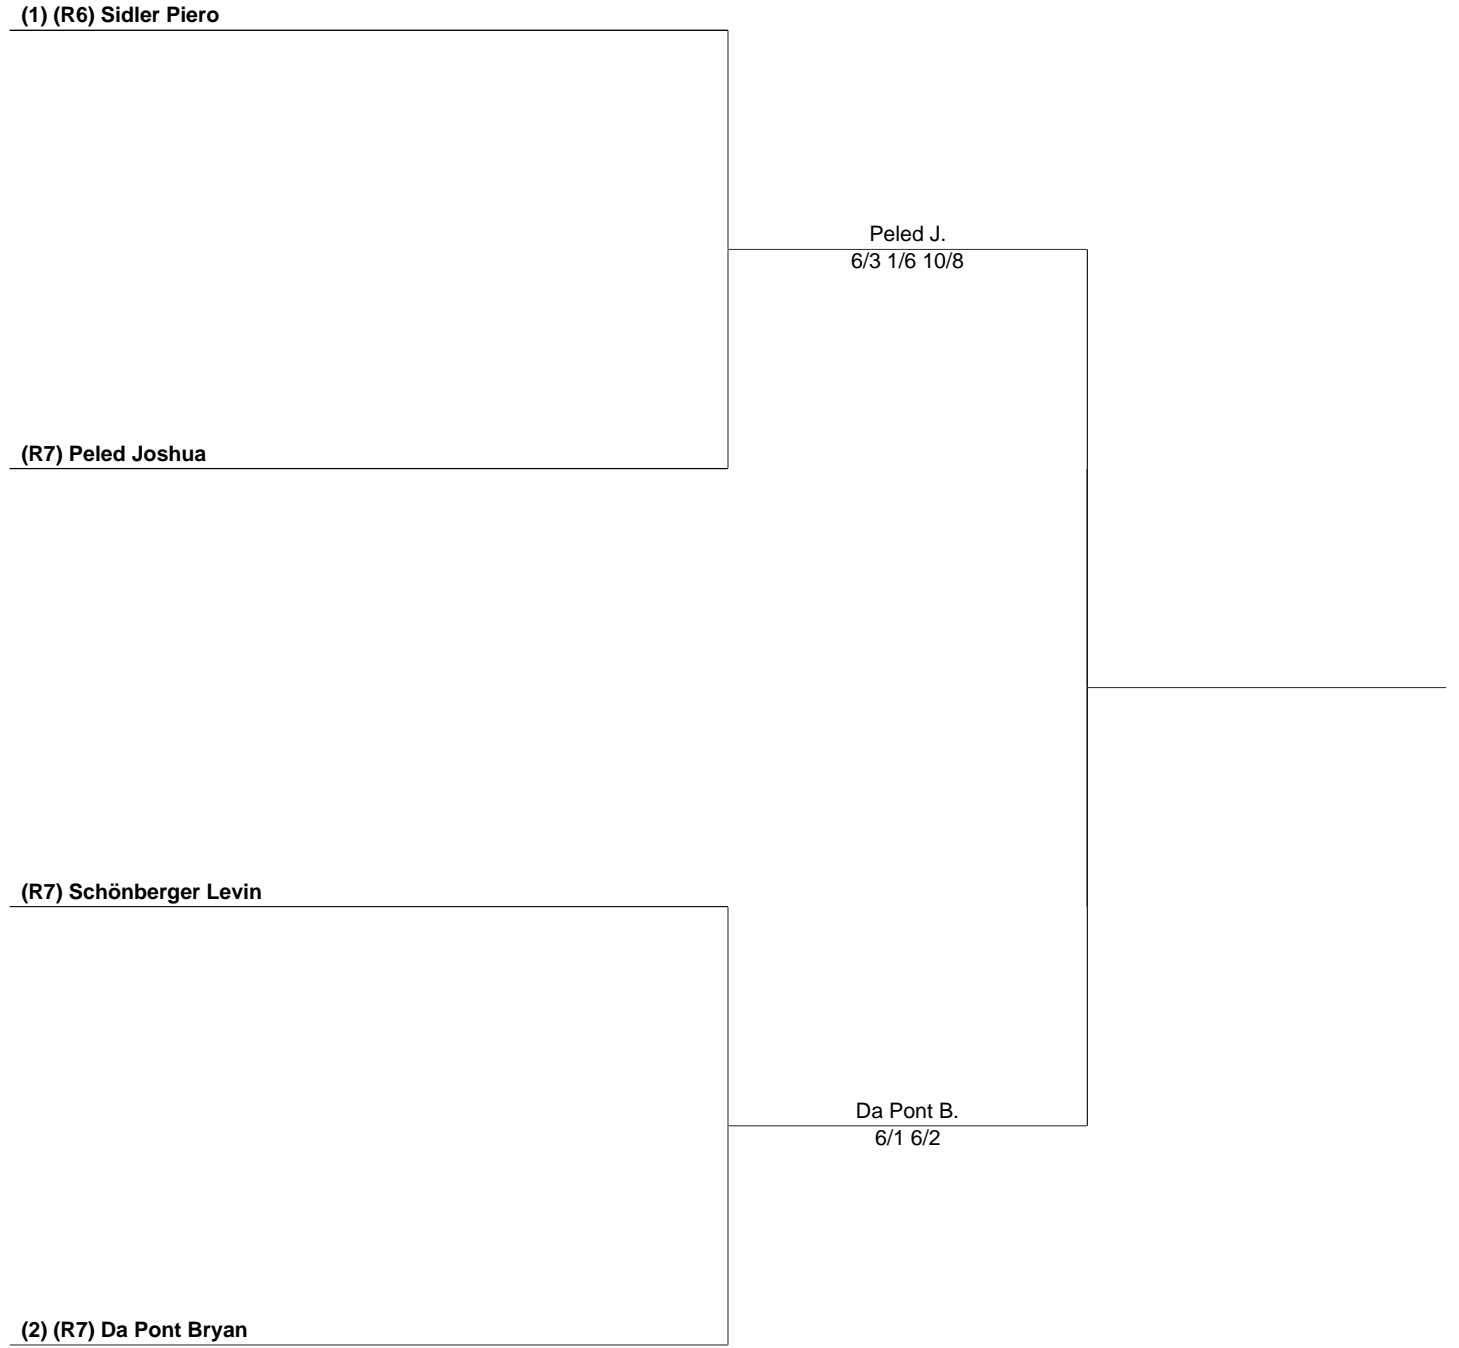 (1) (R6) Sidler Piero
Peled J.
6/3 1/6 10/8
(R7) Peled Joshua
(R7) Schönberger Levin
Da Pont B.
6/1 6/2
(2) (R7) Da Pont Bryan